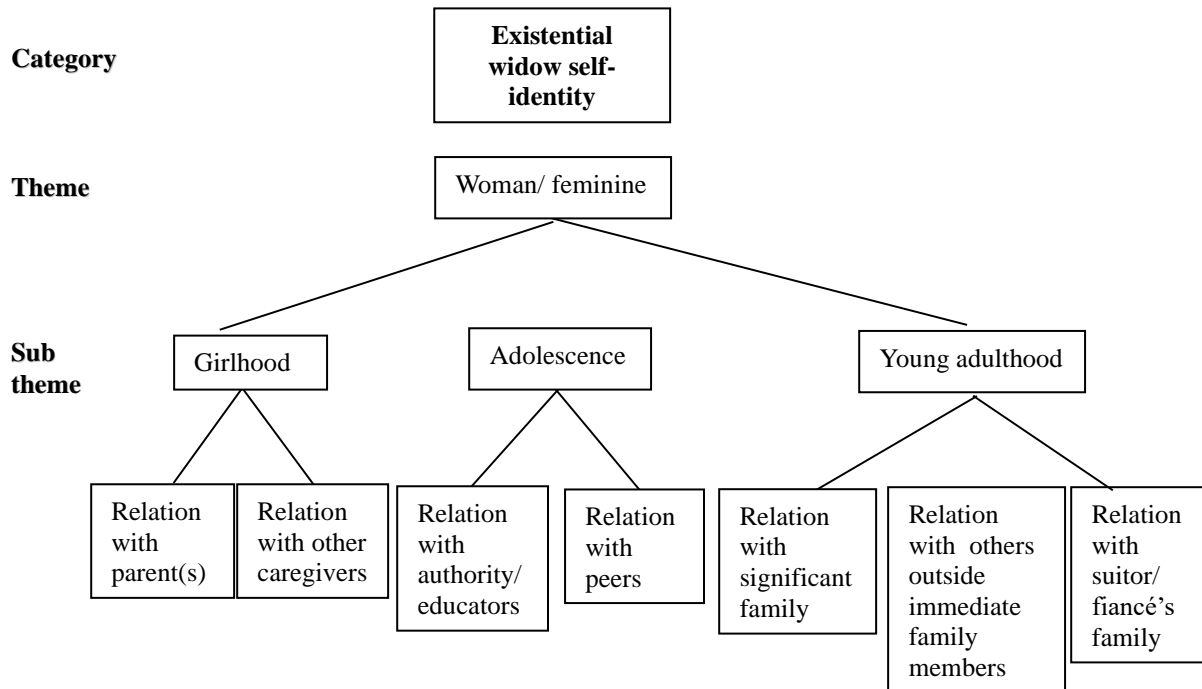 Category
Existential
widow self-
identity
Theme
Woman/ feminine
Sub
theme
Girlhood
Adolescence
Young adulthood
Relation
with
parent(s)
Relation
with other
caregivers
Relation
with
authority/
educators
Relation
with
peers
Relation
with
significant
family
Relation
with others
outside
immediate
family
members
Relation
with
suitor/
fiancé's
family